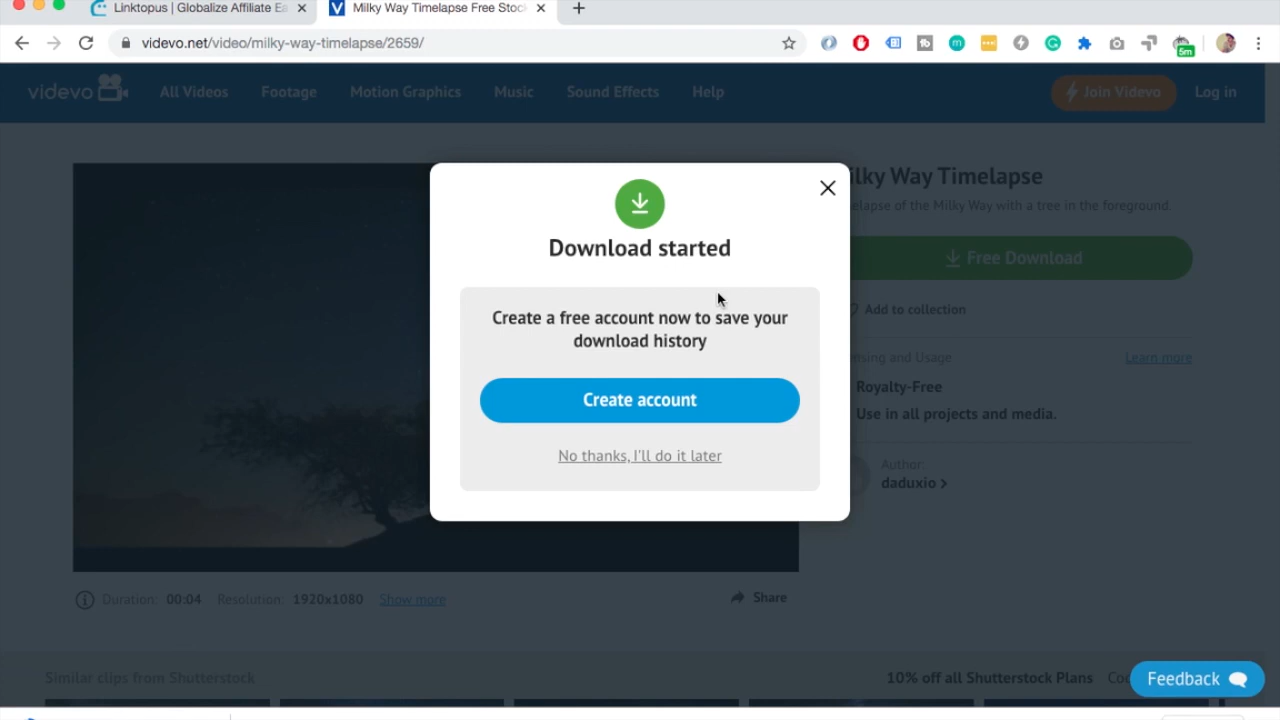 Linktopus | Globalize Affiliate Ea
Milky Way Timelapse Free Stoc
videvo.net/video/milky-way-timelapse/2659/
5m
videvo
All Videos
Footage
Motion Graphics
Music
Sound Effects
Help
Join Videvo
Log in
Download started
Create a free account now to save your
download history
Create account
No thanks, I'll do it later
ilky Way Timelapse
elapse of the Milky Way with a tree in the foreground.
Free Download
Add to collection
nsing and Usage
Learn more
Royalty-Free
Use in all projects and media.
Author:
daduxio
Duration: 00:04 Resolution: 1920x1080 Show more
Share
Similar clips from Shutterstock
10% off all Shutterstock Plans
Feedback